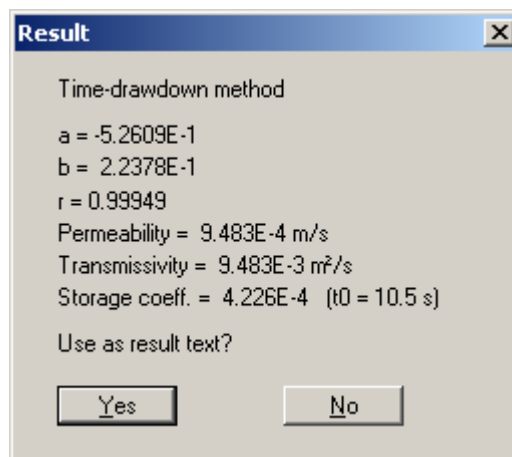 Result
Time-drawdown method
a = -5.2609E-1
b = 2.2378E-1
r = 0.99949
Permeability = 9.483E-4 m/s
Transmissivity = 9.483E-3 m²/s
Storage coeff. = 4.226E-4 (t0 = 10.5 s)
Use as result text?
Yes No